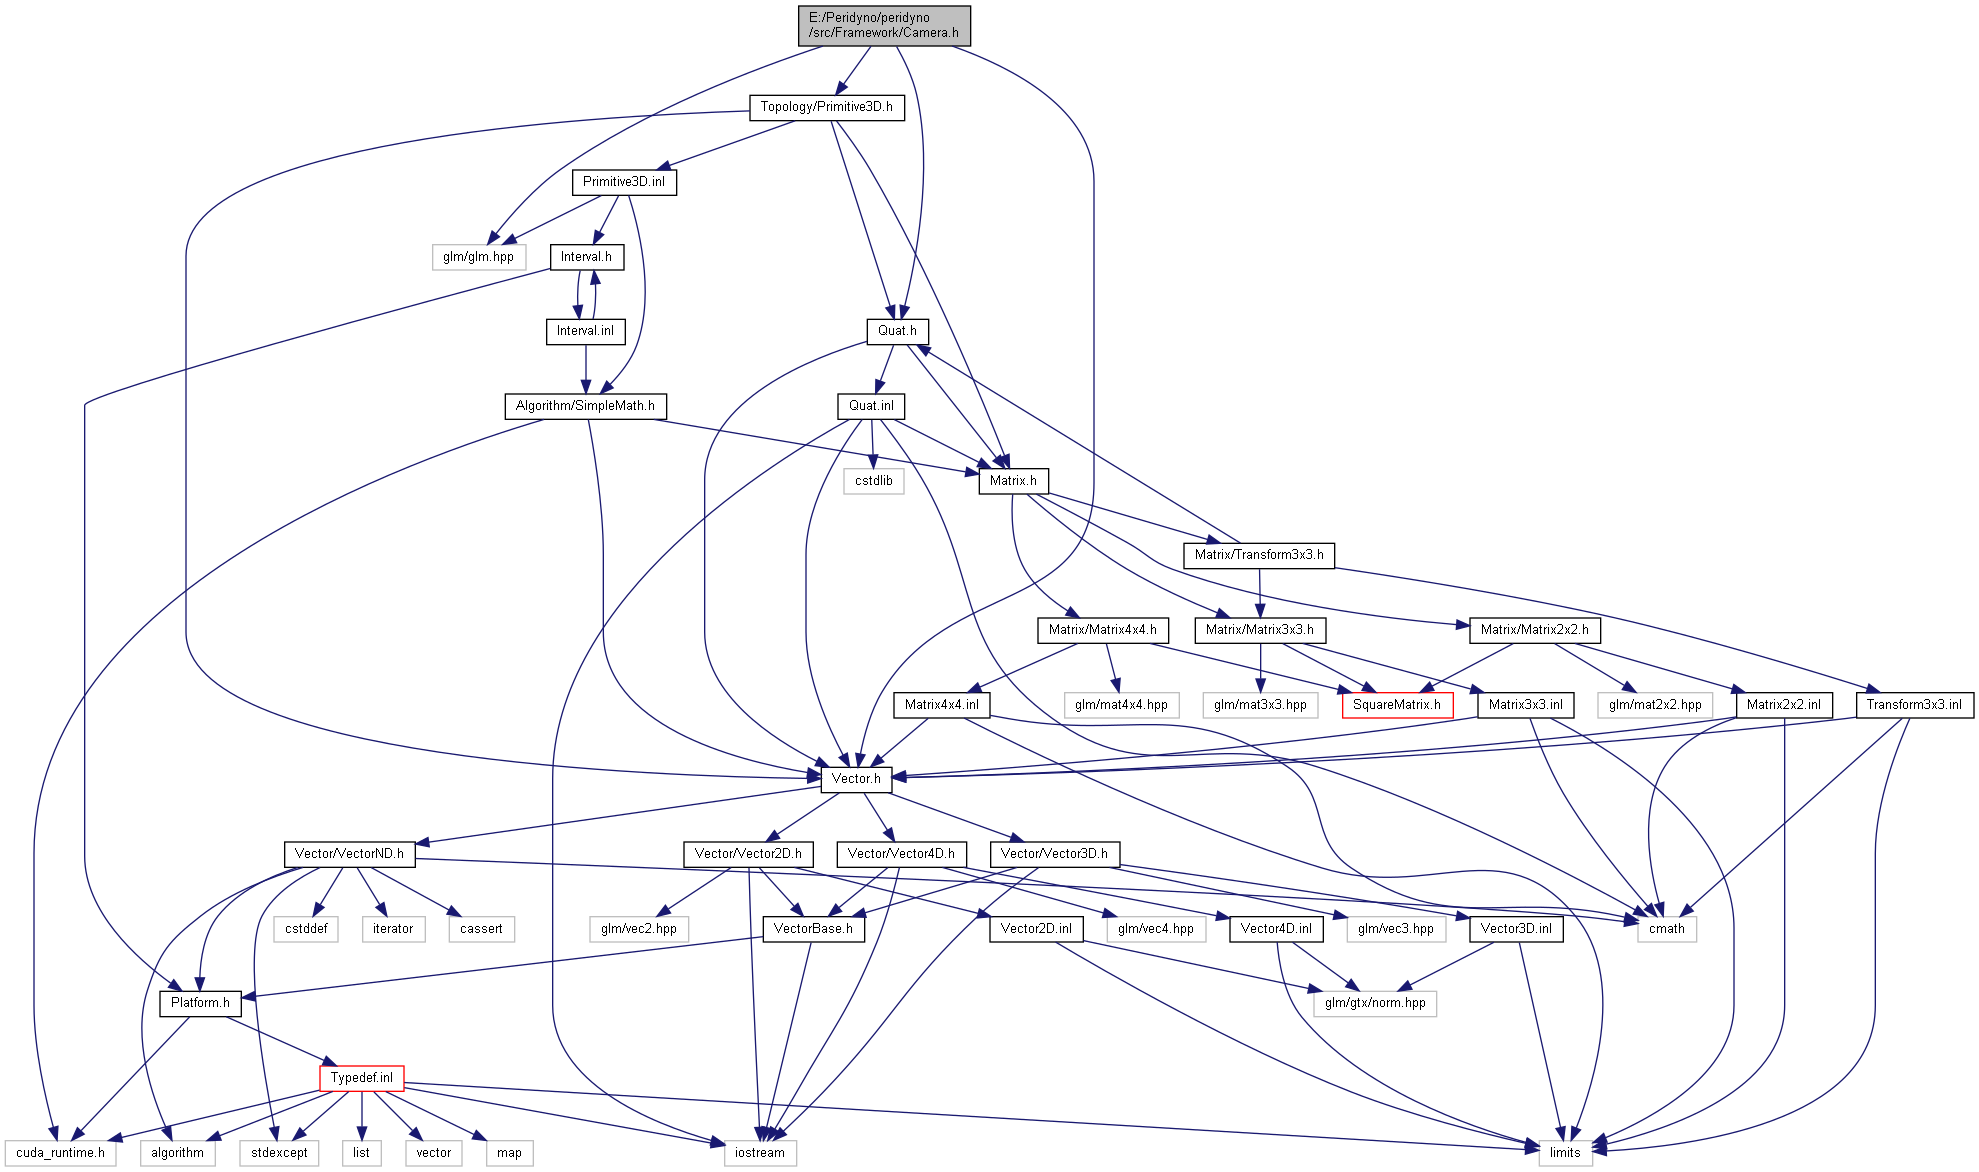 E:/Peridyno/peridyno
/src/Framework/Camera.h
Topology/Primitive3D.h
Primitive3D.inl
glm/glm.hpp
Interval.h
Interval.inl
Quat.h
Algorithm/SimpleMath.h
Quat.inl
cstdlib
Matrix.h
Matrix/Transform3x3.h
Matrix/Matrix4x4.h
Matrix/Matrix3x3.h
Matrix/Matrix2x2.h
Matrix4x4.inl
glm/mat4x4.hpp
glm/mat3x3.hpp
SquareMatrix.h
Matrix3x3.inl
glm/mat2x2.hpp
Matrix2x2.inl
Transform3x3.inl
Vector.h
Vector/VectorND.h
Vector/Vector2D.h
Vector/Vector4D.h
Vector/Vector3D.h
cstddef
iterator
cassert
glm/vec2.hpp
VectorBase.h
Vector2D.inl
glm/vec4.hpp
Vector4D.inl
glm/vec3.hpp
Vector3D.inl
cmath
Platform.h
glm/gtx/norm.hpp
Typedef.inl
cuda_runtime.h
algorithm
stdexcept
list
vector
map
iostream
limits